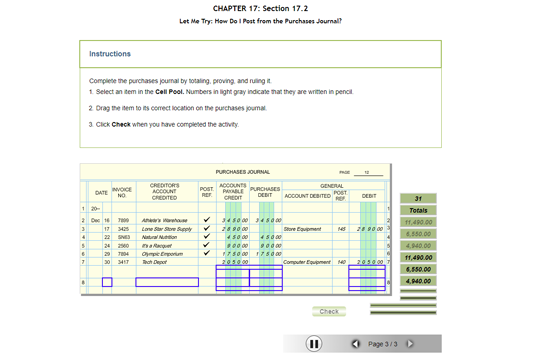 CHAPTER 17: Section 17.2
Let Me Try: How Do I Post from the Purchases Journal?
Instructions
Complete the purchases journal by totaling, proving, and ruling it.
1. Select an item in the Cell Pool. Numbers in light gray indicate that they are written in pencil.
2. Drag the item to its correct location on the purchases journal.
3. Click Check when you have completed the activity.
PURCHASES JOURNAL PAGE 12
DATE INVOICE NO. CREDITOR'S ACCOUNT CREDITED POST. REF. ACCOUNTS PAYABLE CREDIT PURCHASES DEBIT GENERAL ACCOUNT DEBITED POST. REF. DEBIT
1 20-- 1
2 Dec 16 7899 Athlete's Warehouse ✓ 3 4 5 0 00 3 4 5 0 00 2
3 17 3425 Lone Star Store Supply ✓ 2 8 9 0 00 Store Equipment 145 2 8 9 0 00 3
4 22 SN63 Natural Nutrition ✓ 4 5 0 00 4 5 0 00 4
5 24 2360 It's a Racquet ✓ 9 0 0 00 9 0 0 00 5
6 29 7894 Olympic Emporium ✓ 1 7 5 0 00 1 7 5 0 00 6
7 30 3417 Tech Depot 2 0 5 0 00 Computer Equipment 140 2 0 5 0 00 7
8 8
31
Totals
11,490.00
6,550.00
4,940.00
11,490.00
6,550.00
4,940.00
Check
Page 3 / 3